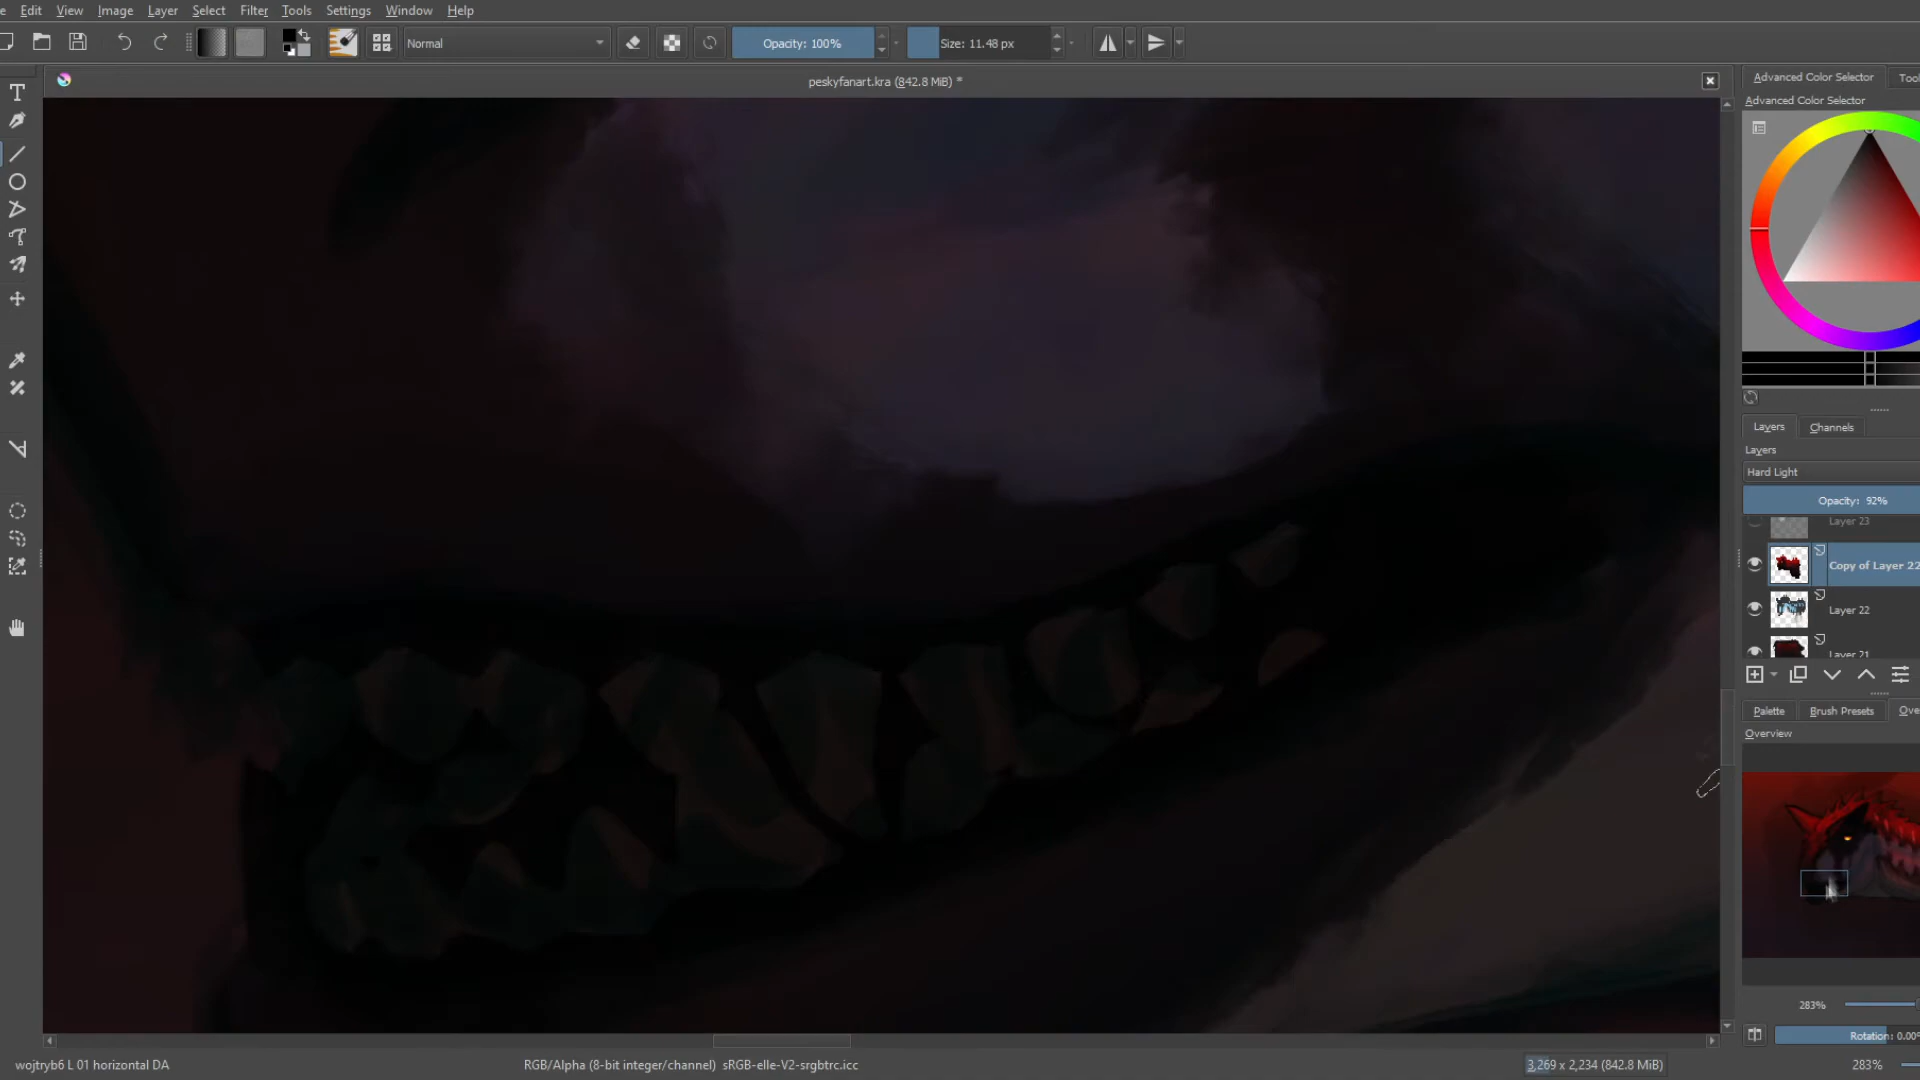 Edit View Image Layer Select Filter Tools Settings Window Help
Normal Opacity: 100% Size: 11.48 px
peskyfanart.kra (842.8 MiB) *
Advanced Color Selector
Advanced Color Selector
Layers Channels
Layers
Hard Light
Opacity: 92%
Layer 23
Copy of Layer 22
Layer 22
Layer 21
Palette Brush Presets
Overview
283%
Rotation: 0.00°
wojtryb6 L 01 horizontal DA RGB/Alpha (8-bit integer/channel) sRGB-elle-V2-srgbtrc.icc 3,269 x 2,234 (842.8 MiB) 283%